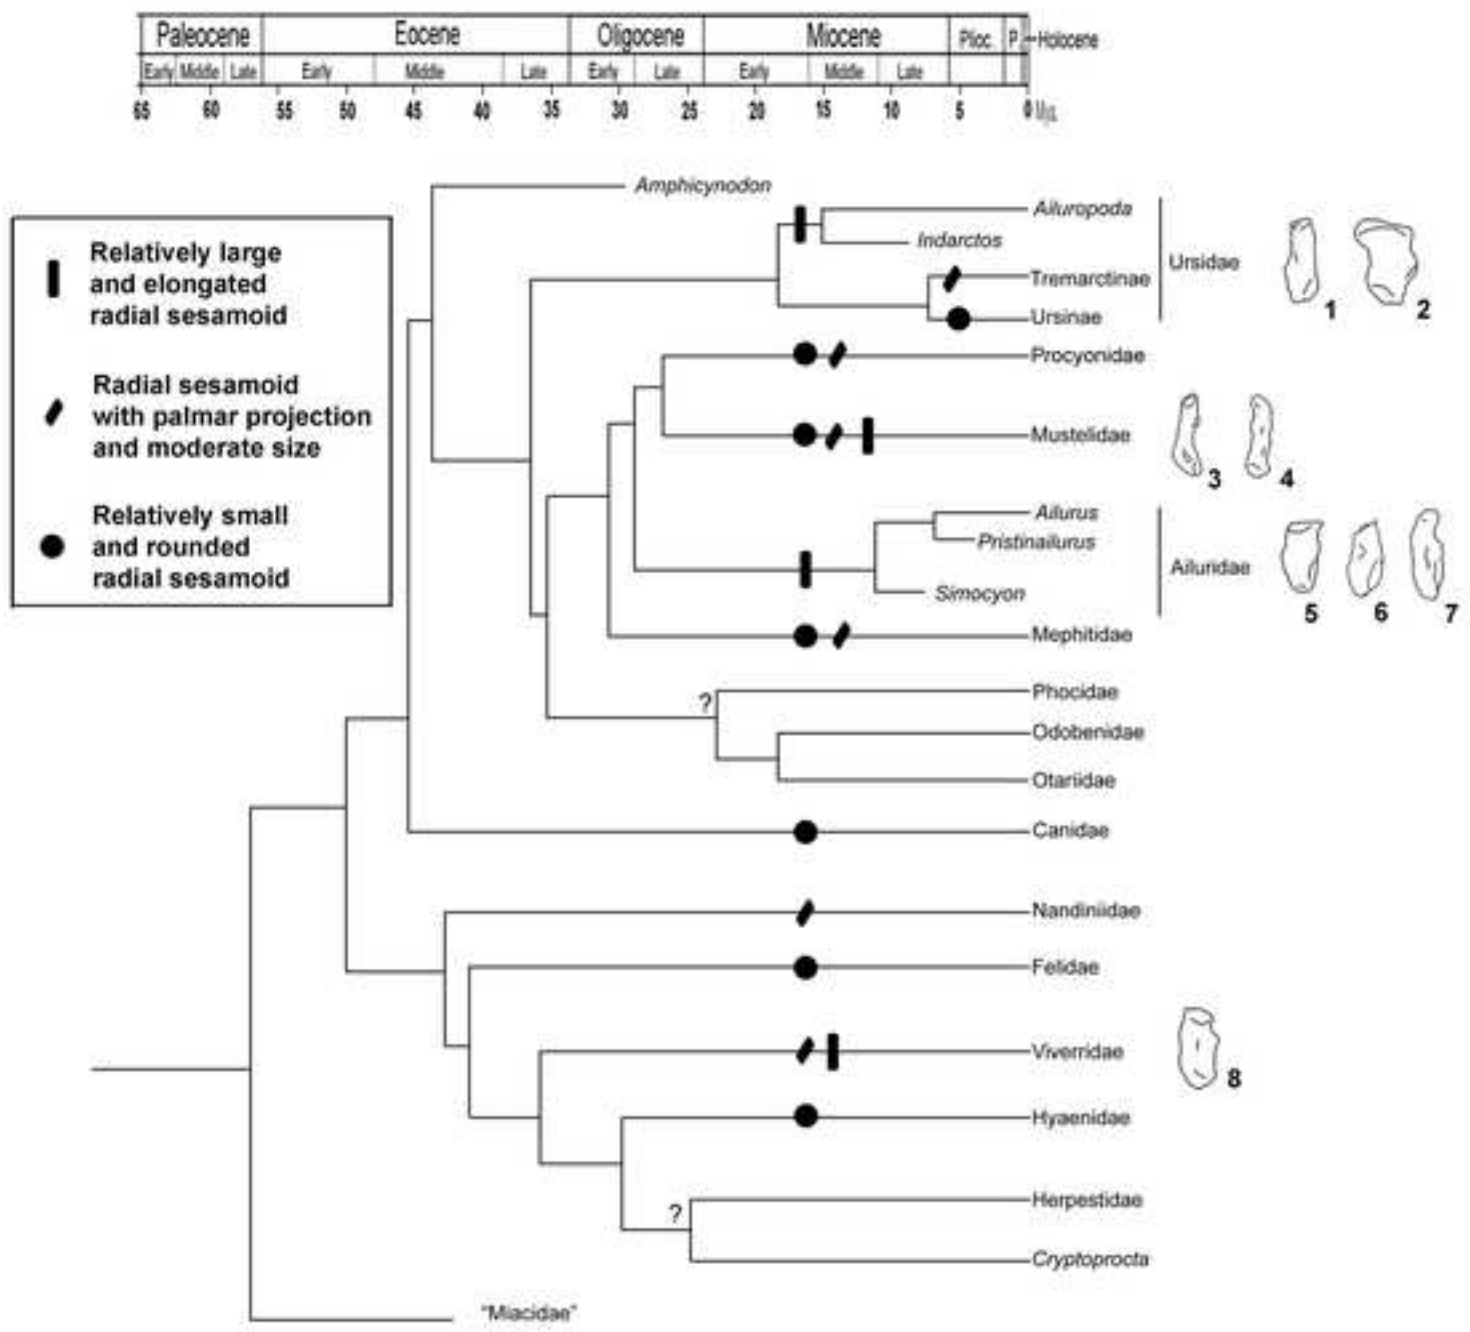 Paleocene Eocene Oligocene Miocene Plioc. P. Holocene
Early Middle Late Early Middle Late Early Late Early Middle Late
65 60 55 50 45 40 35 30 25 20 15 10 5 0
Amphicynodon
Ailuropoda
Indarctos
Ursidae
Tremarctinae
1 2
Ursinae
Relatively large
and elongated
radial sesamoid
Radial sesamoid
with palmar projection
and moderate size
Relatively small
and rounded
radial sesamoid
Procyonidae
Mustelidae
3 4
Ailurus
Pristinailurus
Ailuridae
Simocyon
5 6 7
Mephitidae
Phocidae
?
Odobenidae
Otariidae
Canidae
Nandiniidae
Felidae
Viverridae
8
Hyaenidae
Herpestidae
?
Cryptoprocta
"Miacidae"